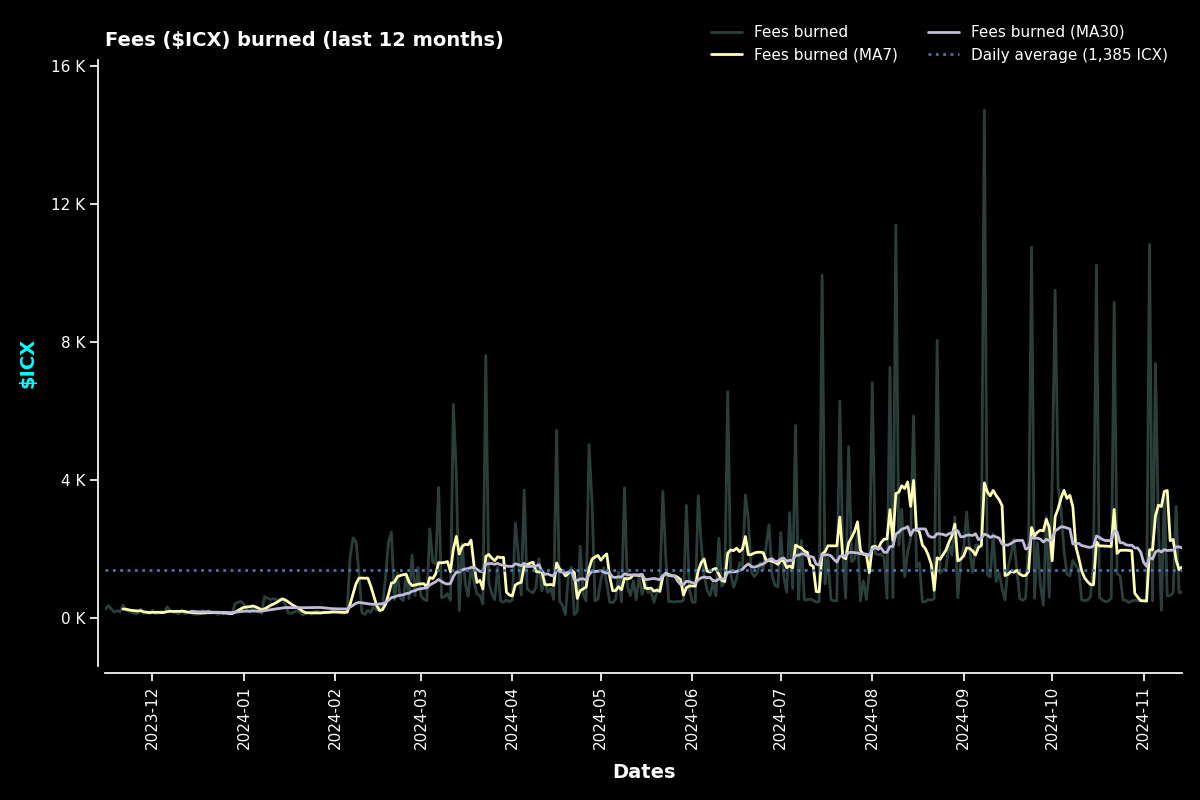 Fees ($ICX) burned (last 12 months)
Fees burned
Fees burned (MA7)
Fees burned (MA30)
Daily average (1,385 ICX)
$ICX
16 K
12 K
8 K
4 K
0 K
2023-12
2024-01
2024-02
2024-03
2024-04
2024-05
2024-06
2024-07
2024-08
2024-09
2024-10
2024-11
Dates